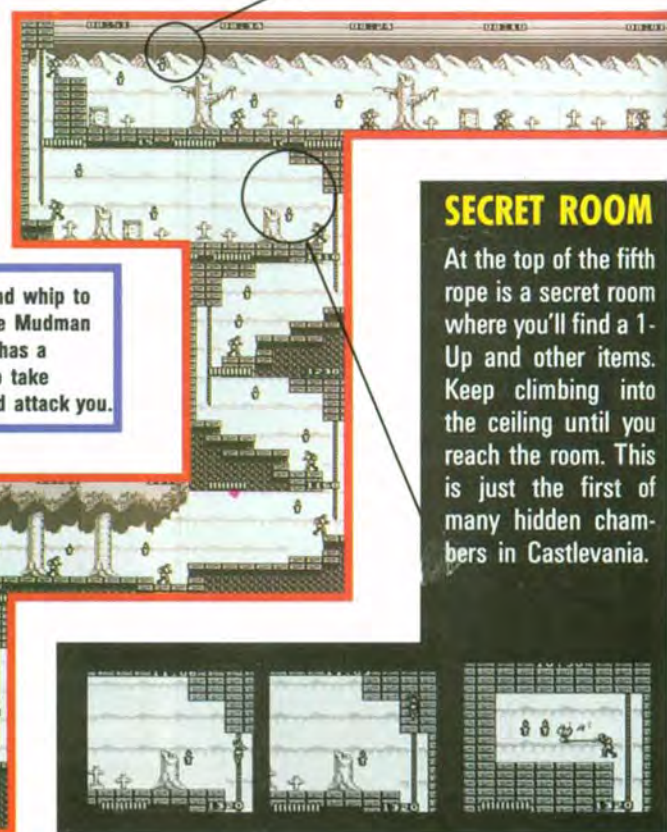 nd whip to
e Mudman
has a
o take
d attack you.
SECRET ROOM
At the top of the fifth
rope is a secret room
where you'll find a 1-
Up and other items.
Keep climbing into
the ceiling until you
reach the room. This
is just the first of
many hidden cham-
bers in Castlevania.